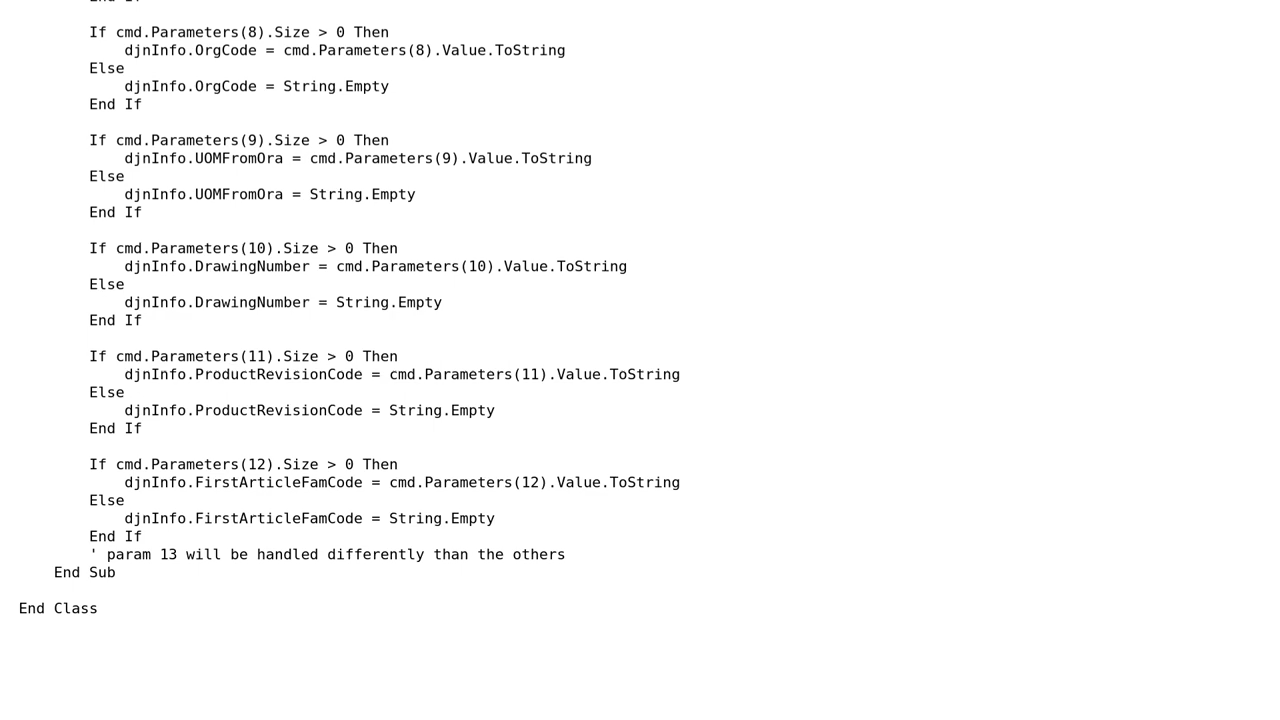 End If
If cmd.Parameters(8).Size > 0 Then
djnInfo.OrgCode = cmd.Parameters(8).Value.ToString
Else
djnInfo.OrgCode = String.Empty
End If
If cmd.Parameters(9).Size > 0 Then
djnInfo.UOMFromOra = cmd.Parameters(9).Value.ToString
Else
djnInfo.UOMFromOra = String.Empty
End If
If cmd.Parameters(10).Size > 0 Then
djnInfo.DrawingNumber = cmd.Parameters(10).Value.ToString
Else
djnInfo.DrawingNumber = String.Empty
End If
If cmd.Parameters(11).Size > 0 Then
djnInfo.ProductRevisionCode = cmd.Parameters(11).Value.ToString
Else
djnInfo.ProductRevisionCode = String.Empty
End If
If cmd.Parameters(12).Size > 0 Then
djnInfo.FirstArticleFamCode = cmd.Parameters(12).Value.ToString
Else
djnInfo.FirstArticleFamCode = String.Empty
End If
' param 13 will be handled differently than the others
End Sub
End Class